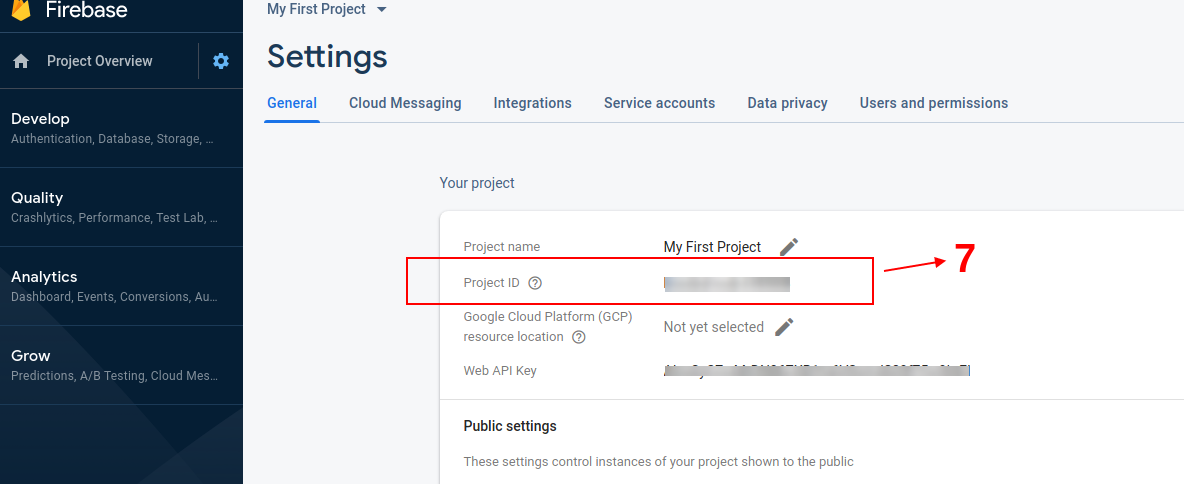 Firebase
My First Project
Project Overview
Settings
General Cloud Messaging Integrations Service accounts Data privacy Users and permissions
Develop
Authentication, Database, Storage, ...
Quality
Crashlytics, Performance, Test Lab, ...
Analytics
Dashboard, Events, Conversions, Au...
Grow
Predictions, A/B Testing, Cloud Mes...
Your project
Project name My First Project
Project ID
7
Google Cloud Platform (GCP)
resource location Not yet selected
Web API Key
Public settings
These settings control instances of your project shown to the public